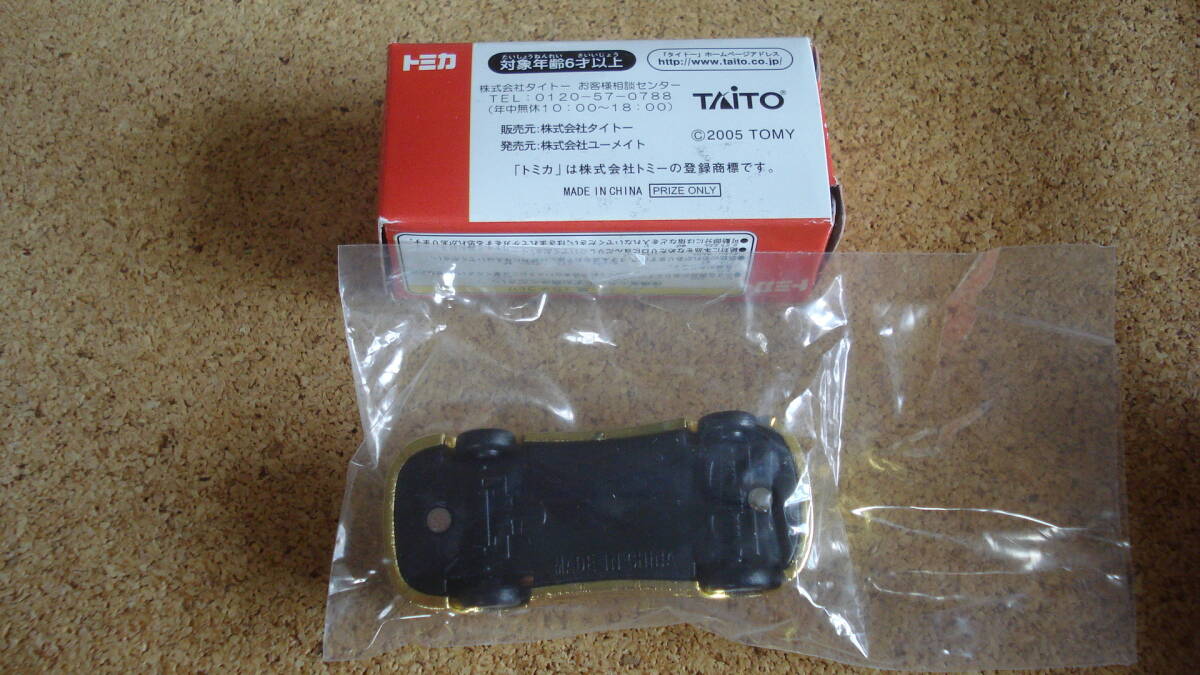 トミカ
たいしょうねんれい さいいじょう
対象年齢6才以上
「タイトー」ホームページアドレス
http://www.taito.co.jp/
株式会社タイトー お客様相談センター
TEL:0120-57-0788
(年中無休10:00〜18:00)
TAITO®
販売元:株式会社タイトー
発売元:株式会社ユーメイト
©2005 TOMY
「トミカ」は株式会社トミーの登録商標です。
MADE IN CHINA PRIZE ONLY
トミカ
MADE IN CHINA